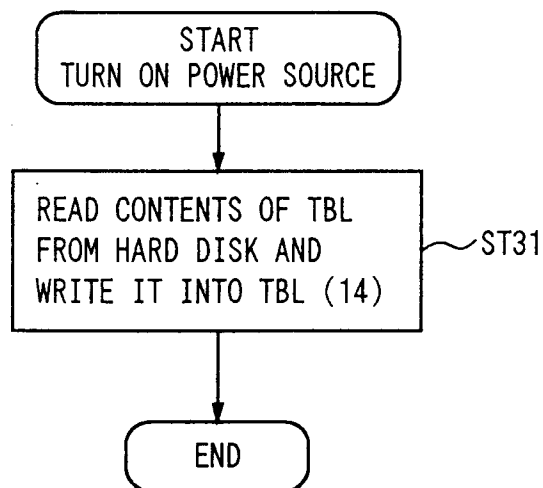 START
TURN ON POWER SOURCE
READ CONTENTS OF TBL
FROM HARD DISK AND
WRITE IT INTO TBL (14)
ST31
END